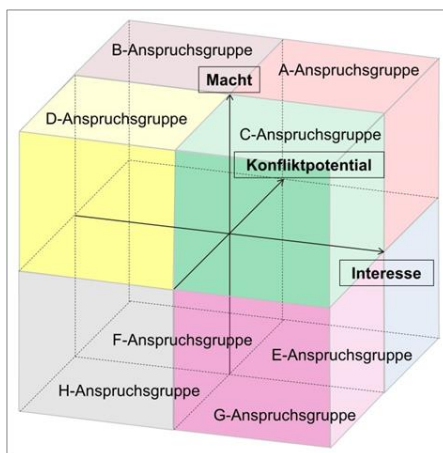 B-Anspruchsgruppe
Macht
A-Anspruchsgruppe
D-Anspruchsgruppe
C-Anspruchsgruppe
Konfliktpotential
Interesse
F-Anspruchsgruppe
E-Anspruchsgruppe
H-Anspruchsgruppe
G-Anspruchsgruppe